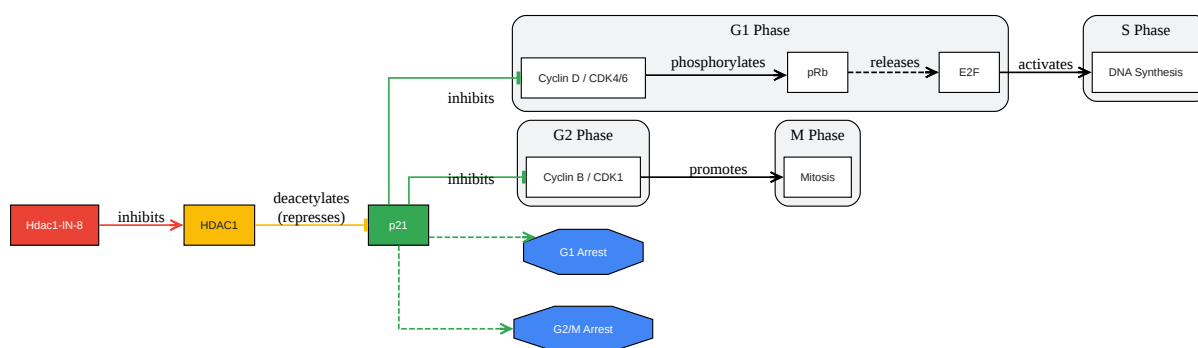 G1 Phase
S Phase
Cyclin D / CDK4/6
phosphorylates
pRb
releases
E2F
activates
DNA Synthesis
inhibits
G2 Phase
M Phase
inhibits
Cyclin B / CDK1
promotes
Mitosis
Hdac1-IN-8
inhibits
HDAC1
deacetylates
(represses)
p21
G1 Arrest
G2/M Arrest